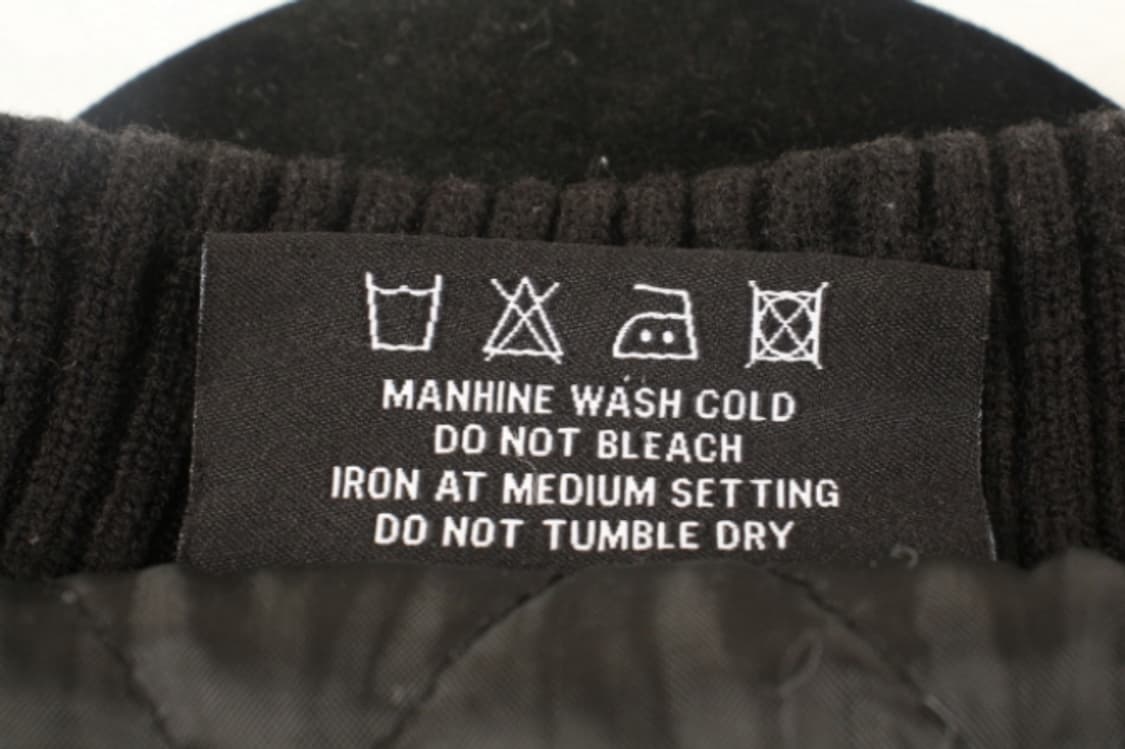 MANHINE WASH COLD
DO NOT BLEACH
IRON AT MEDIUM SETTING
DO NOT TUMBLE DRY